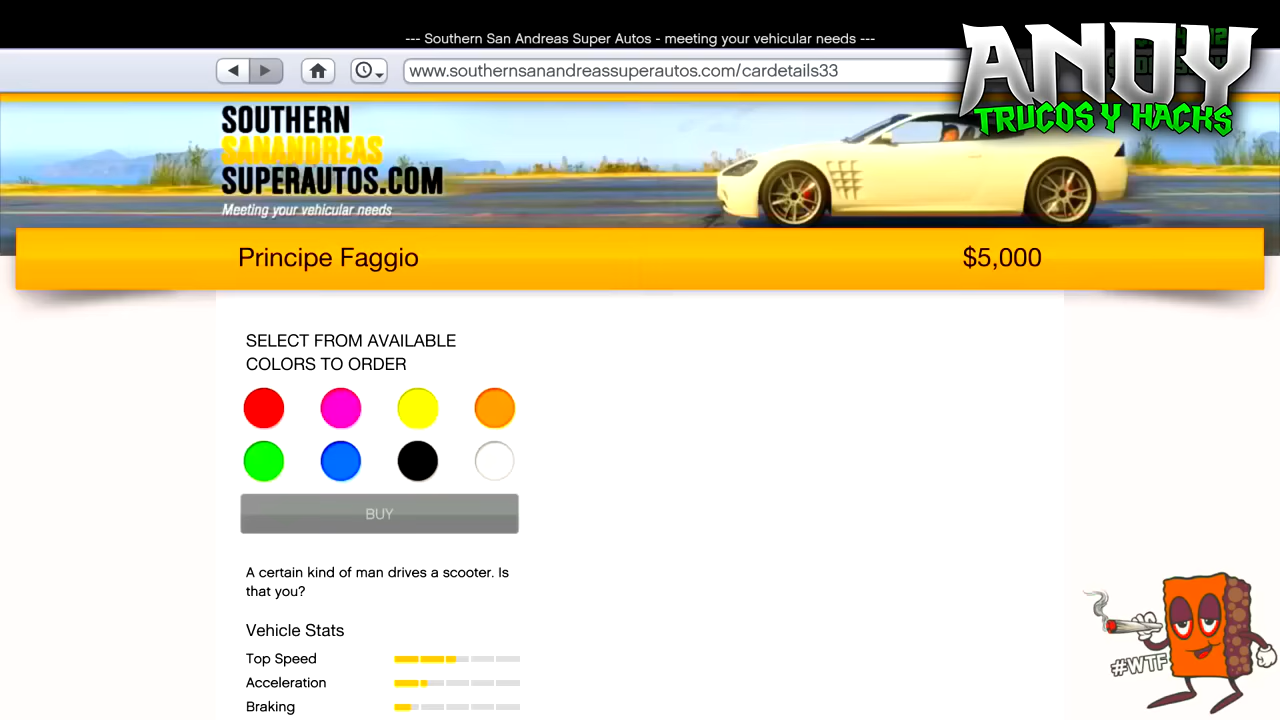 --- Southern San Andreas Super Autos - meeting your vehicular needs ---
www.southernsanandreassuperautos.com/cardetails33
ANDY
TRUCOS Y HACKS
SOUTHERN
SANANDREAS
SUPERAUTOS.COM
Meeting your vehicular needs
Principe Faggio
$5,000
SELECT FROM AVAILABLE
COLORS TO ORDER
BUY
A certain kind of man drives a scooter. Is
that you?
Vehicle Stats
Top Speed
Acceleration
Braking
#WTF